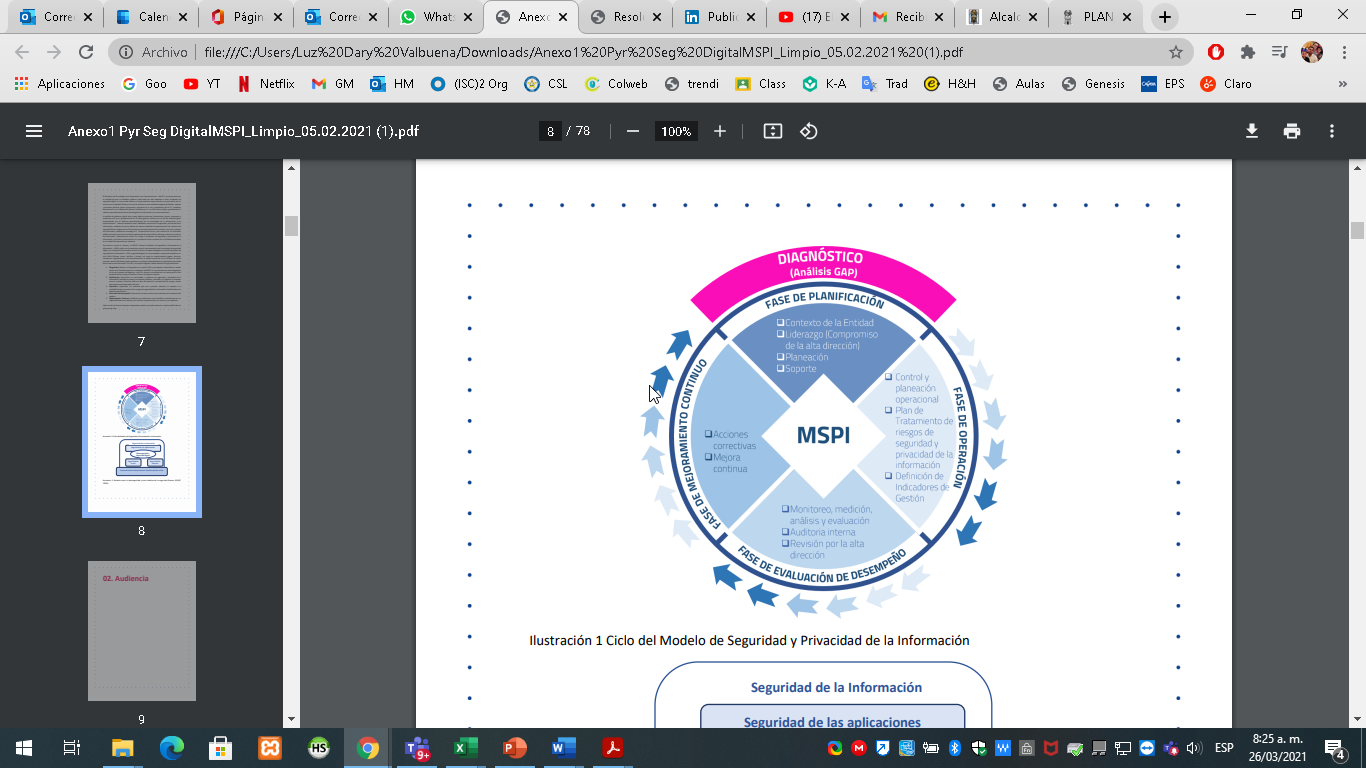 Correo
Calen
Págin
Corre
Whats
Anexo
Resol
Public
(17) E
Recib
Alcald
PLAN
Archivo
file:///C:/Users/Luz%20Dary%20Valbuena/Downloads/Anexo1%20Pyr%20Seg%20DigitalMSPI_Limpio_05.02.2021%20(1).pdf
Aplicaciones
Goo
YT
Netflix
GM
HM
(ISC)2 Org.
CSL
Colweb
trendi
Class
K-A
Trad
H&H
Aulas
Genesis
EPS
Claro
Anexo1 Pyr Seg DigitalMSPI_Limpio_05.02.2021 (1).pdf
8 / 78
100%
7
8
02. Audiencia
9
DIAGNÓSTICO
(Análisis GAP)
FASE DE PLANIFICACIÓN
Contexto de la Entidad
Liderazgo (Compromiso
de la alta dirección)
Planeación
Soporte
FASE DE OPERACIÓN
Control y
planeación
operacional
Plan de
Tratamiento de
riesgos de
seguridad y
privacidad de la
información
Definición de
Indicadores de
Gestión
MSPI
FASE DE MEJORAMIENTO CONTINUO
Acciones
correctivas
Mejora
continua
Monitoreo, medición,
análisis y evaluación
Auditoria interna
Revisión por la alta
dirección
FASE DE EVALUACIÓN DE DESEMPEÑO
Ilustración 1 Ciclo del Modelo de Seguridad y Privacidad de la Información
Seguridad de la Información
Seguridad de las aplicaciones
9+
ESP
8:25 a. m.
26/03/2021
4